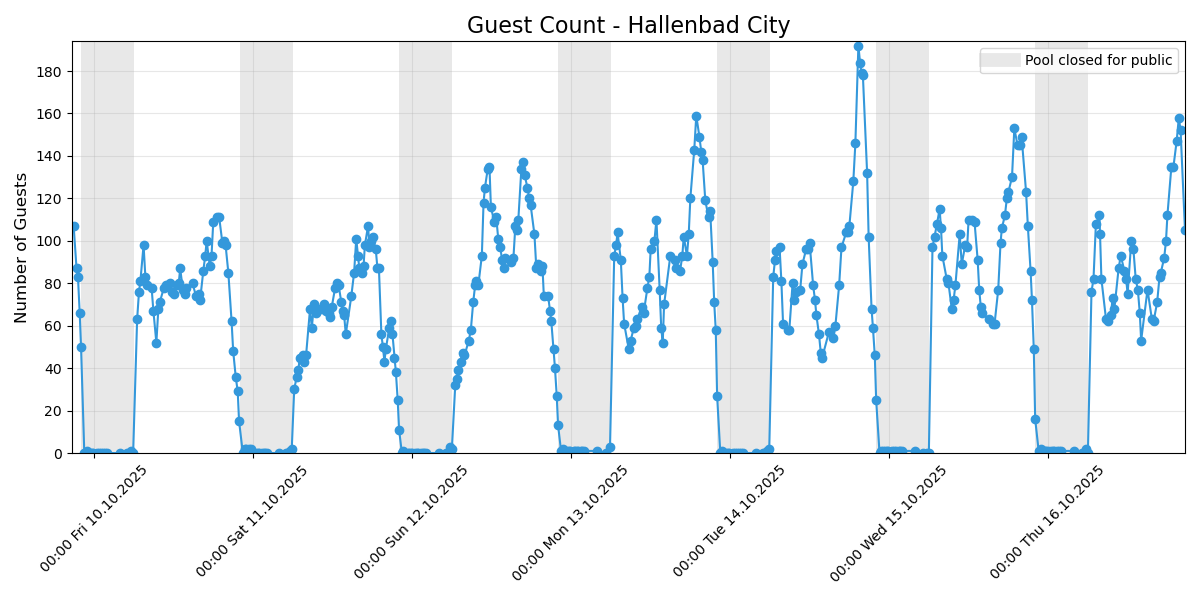 Guest Count - Hallenbad City
Pool closed for public
Number of Guests
180
160
140
120
100
80
60
40
20
0
00:00 Fri 10.10.2025
00:00 Sat 11.10.2025
00:00 Sun 12.10.2025
00:00 Mon 13.10.2025
00:00 Tue 14.10.2025
00:00 Wed 15.10.2025
00:00 Thu 16.10.2025